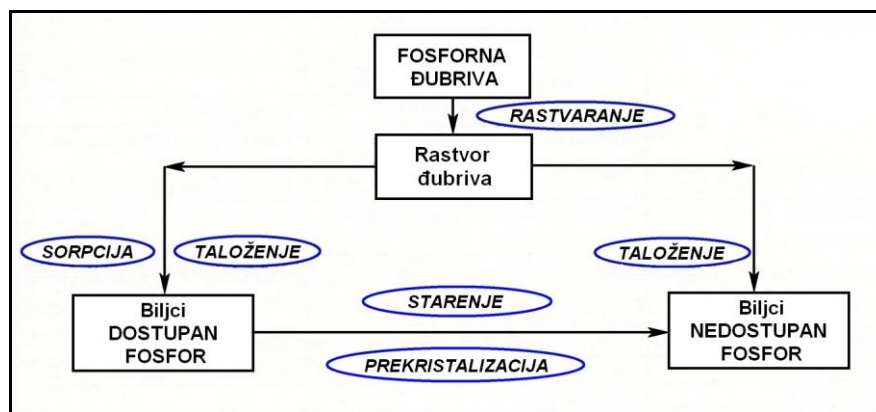 FOSFORNA
ĐUBRIVA
RASTVARANJE
Rastvor
đubriva
SORPCIJA
TALOŽENJE
TALOŽENJE
STARENJE
Biljci
DOSTUPAN
FOSFOR
Biljci
NEDOSTUPAN
FOSFOR
PREKRISTALIZACIJA